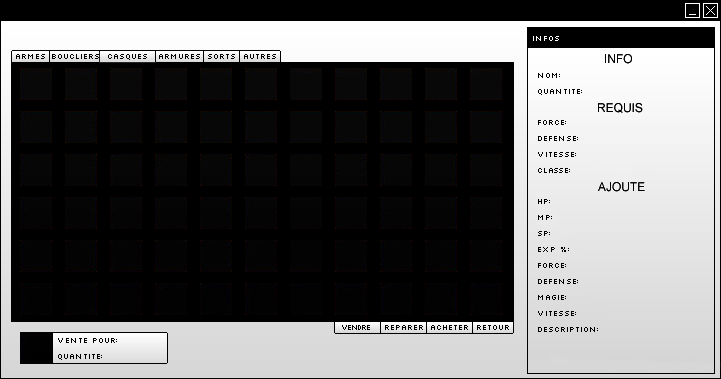 ARMES BOUCLIERS CASQUES ARMURES SORTS AUTRES
VENDRE REPARER ACHETER RETOUR
VENTE POUR:
QUANTITE:
INFOS
INFO
NOM:
QUANTITE:
REQUIS
FORCE:
DEFENSE:
VITESSE:
CLASSE:
AJOUTE
HP:
MP:
SP:
EXP %:
FORCE:
DEFENSE:
MAGIE:
VITESSE:
DESCRIPTION: